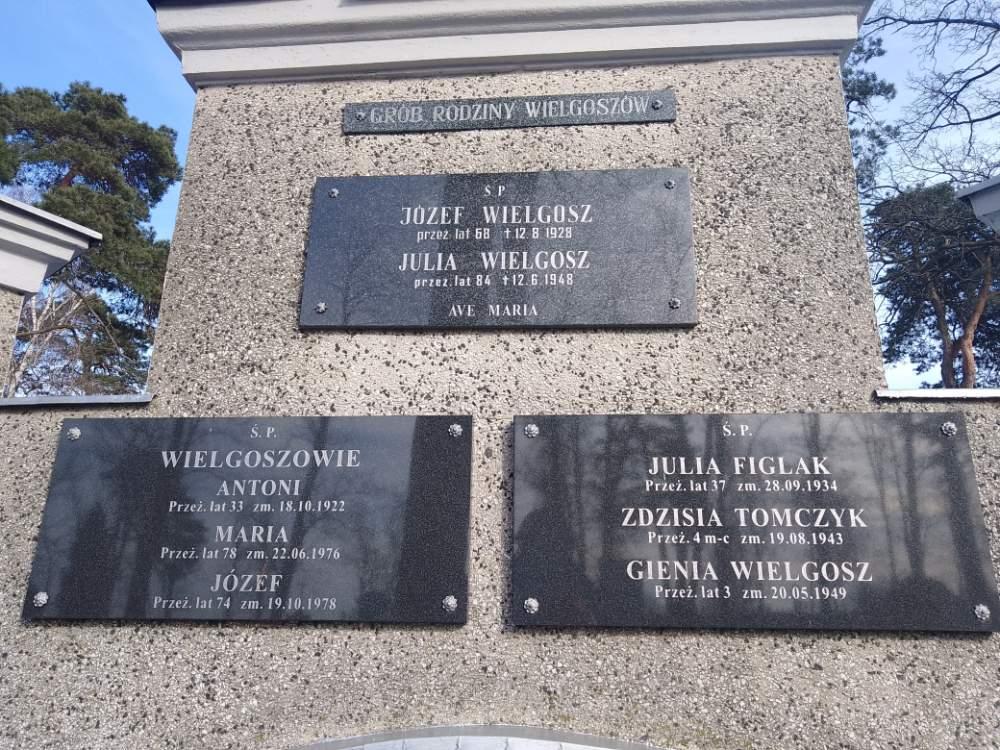 GRÓB RODZINY WIELGOSZÓW
Ś P
JÓZEF WIELGOSZ
przeż. lat 68 ✝ 12.8.1928
JULIA WIELGOSZ
przeż. lat 84 ✝ 12.6.1948
AVE MARIA
Ś. P.
WIELGOSZOWIE
ANTONI
Przeż. lat 33 zm. 18.10.1922
MARIA
Przeż. lat 78 zm. 22.06.1976
JÓZEF
Przeż. lat 74 zm. 19.10.1978
Ś. P.
JULIA FIGLAK
Przeż. lat 37 zm. 28.09.1934
ZDZISIA TOMCZYK
Przeż. 4 m-c zm. 19.08.1943
GIENIA WIELGOSZ
Przeż. lat 3 zm. 20.05.1949